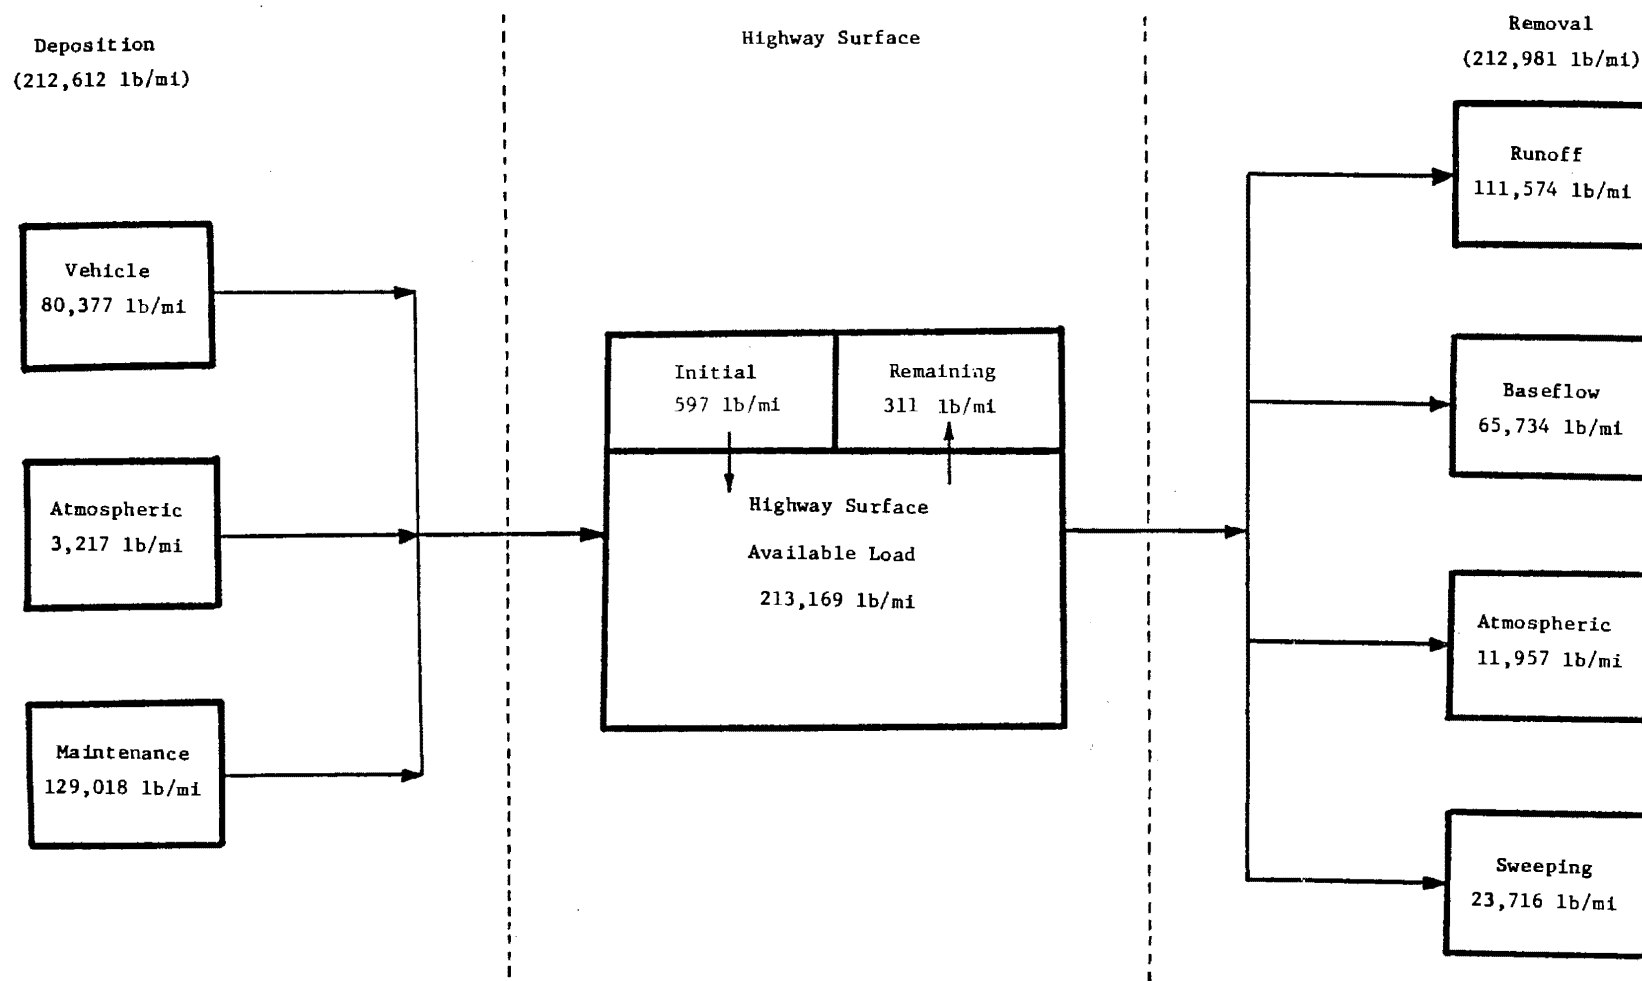 Deposition
(212,612 lb/mi)
Highway Surface
Removal
(212,981 lb/mi)
Vehicle
80,377 lb/mi
Atmospheric
3,217 lb/mi
Maintenance
129,018 lb/mi
Initial
597 lb/mi
Remaining
311 lb/mi
Highway Surface
Available Load
213,169 lb/mi
Runoff
111,574 lb/mi
Baseflow
65,734 lb/mi
Atmospheric
11,957 lb/mi
Sweeping
23,716 lb/mi